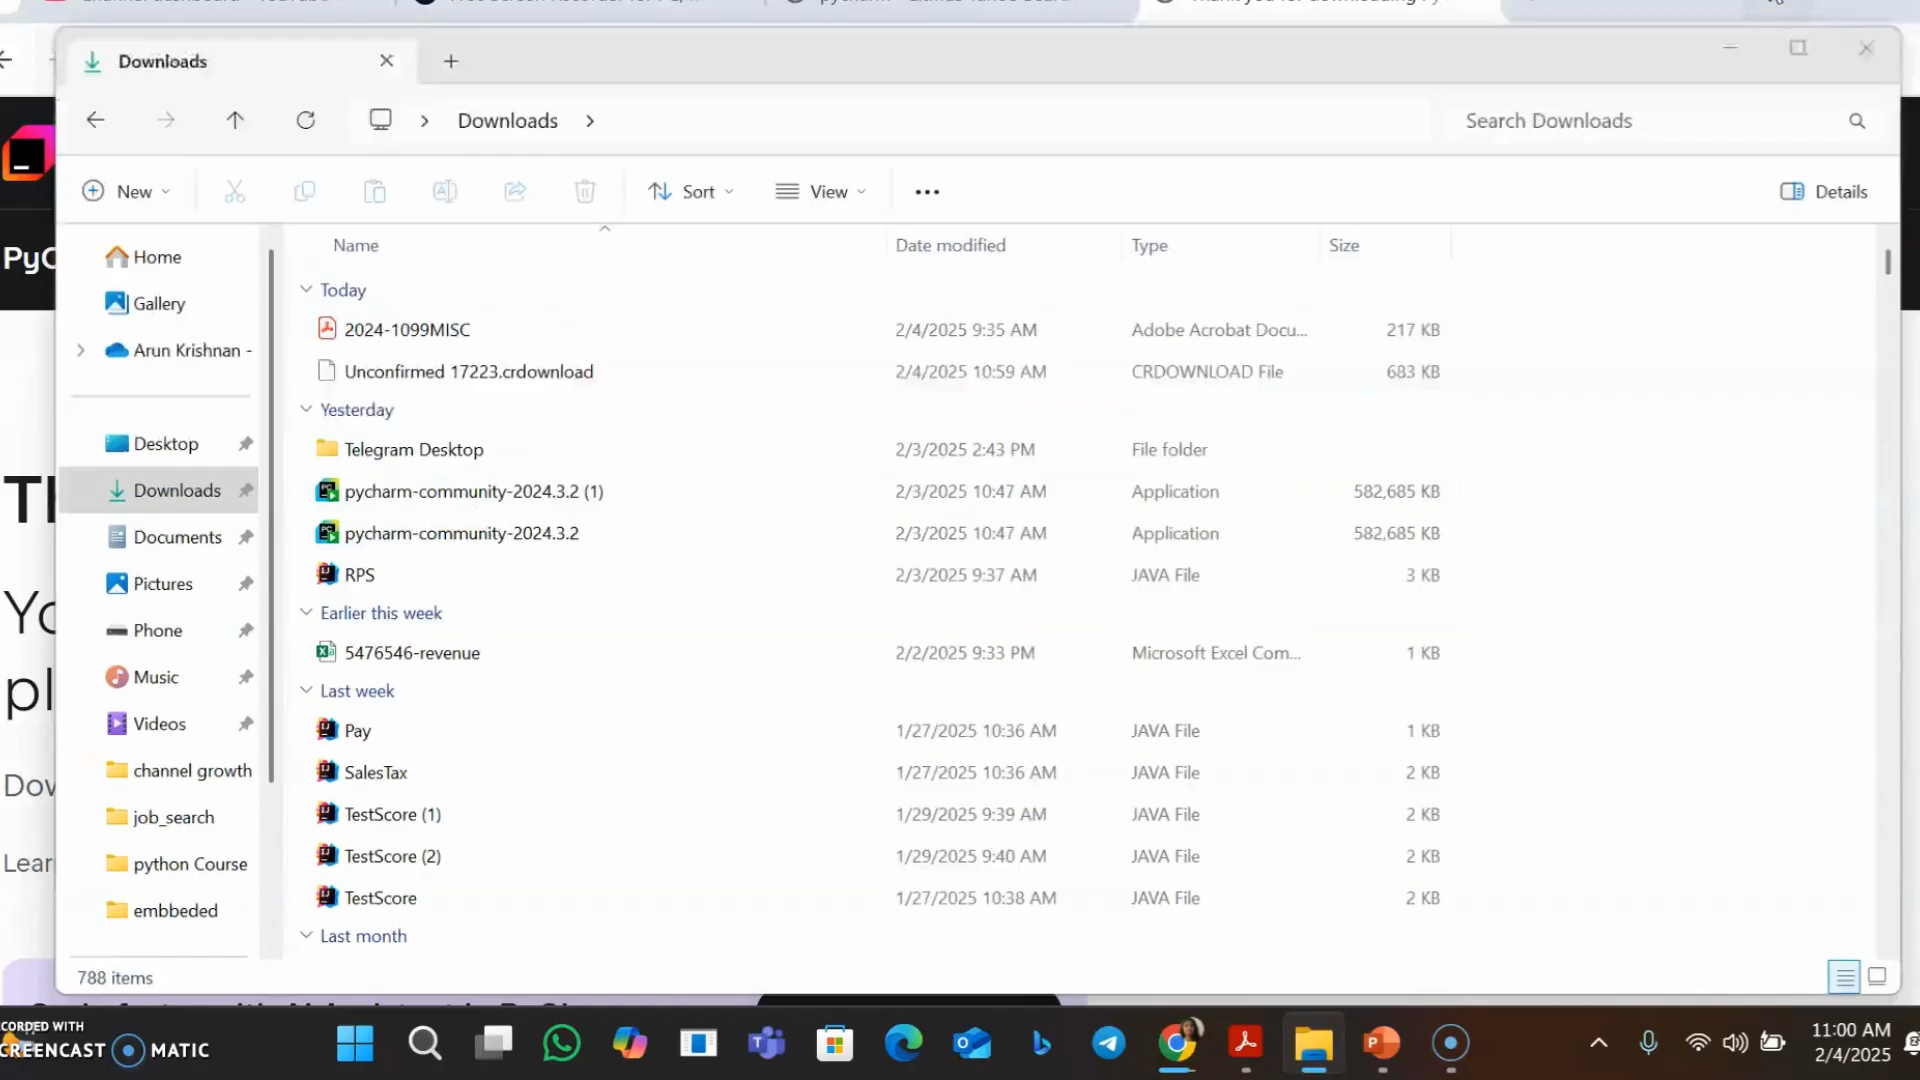 Downloads
Downloads
Search Downloads
New
Sort
View
Details
Home
Gallery
Arun Krishnan -
Desktop
Downloads
Documents
Pictures
Phone
Music
Videos
channel growth
job_search
python Course
embbeded
Name Date modified Type Size
Today
2024-1099MISC 2/4/2025 9:35 AM Adobe Acrobat Docu... 217 KB
Unconfirmed 17223.crdownload 2/4/2025 10:59 AM CRDOWNLOAD File 683 KB
Yesterday
Telegram Desktop 2/3/2025 2:43 PM File folder
pycharm-community-2024.3.2 (1) 2/3/2025 10:47 AM Application 582,685 KB
pycharm-community-2024.3.2 2/3/2025 10:47 AM Application 582,685 KB
RPS 2/3/2025 9:37 AM JAVA File 3 KB
Earlier this week
5476546-revenue 2/2/2025 9:33 PM Microsoft Excel Com... 1 KB
Last week
Pay 1/27/2025 10:36 AM JAVA File 1 KB
SalesTax 1/27/2025 10:36 AM JAVA File 2 KB
TestScore (1) 1/29/2025 9:39 AM JAVA File 2 KB
TestScore (2) 1/29/2025 9:40 AM JAVA File 2 KB
TestScore 1/27/2025 10:38 AM JAVA File 2 KB
Last month
788 items
11:00 AM
2/4/2025